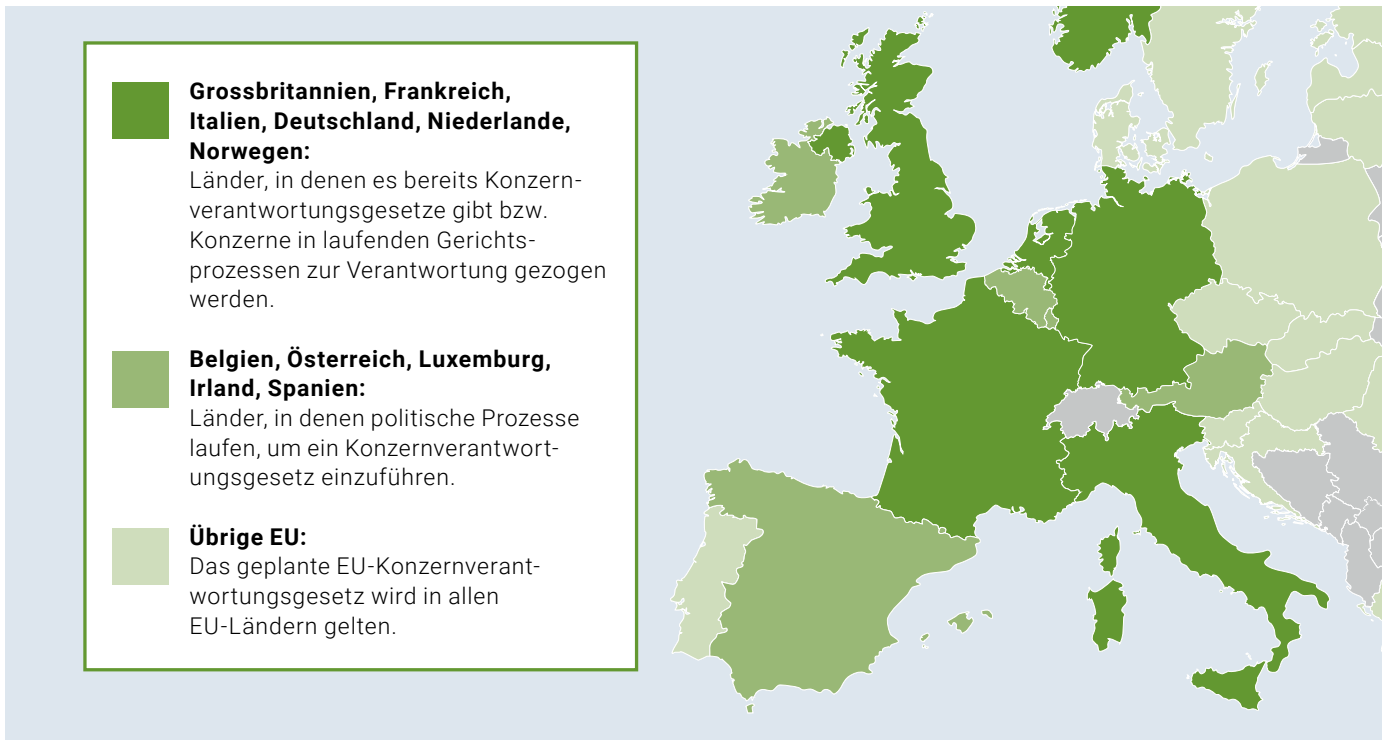 Grossbritannien, Frankreich,
Italien, Deutschland, Niederlande,
Norwegen:
Länder, in denen es bereits Konzern-
verantwortungsgesetze gibt bzw.
Konzerne in laufenden Gerichts-
prozessen zur Verantwortung gezogen
werden.
Belgien, Österreich, Luxemburg,
Irland, Spanien:
Länder, in denen politische Prozesse
laufen, um ein Konzernverantwort-
ungsgesetz einzuführen.
Übrige EU:
Das geplante EU-Konzernverant-
wortungsgesetz wird in allen
EU-Ländern gelten.